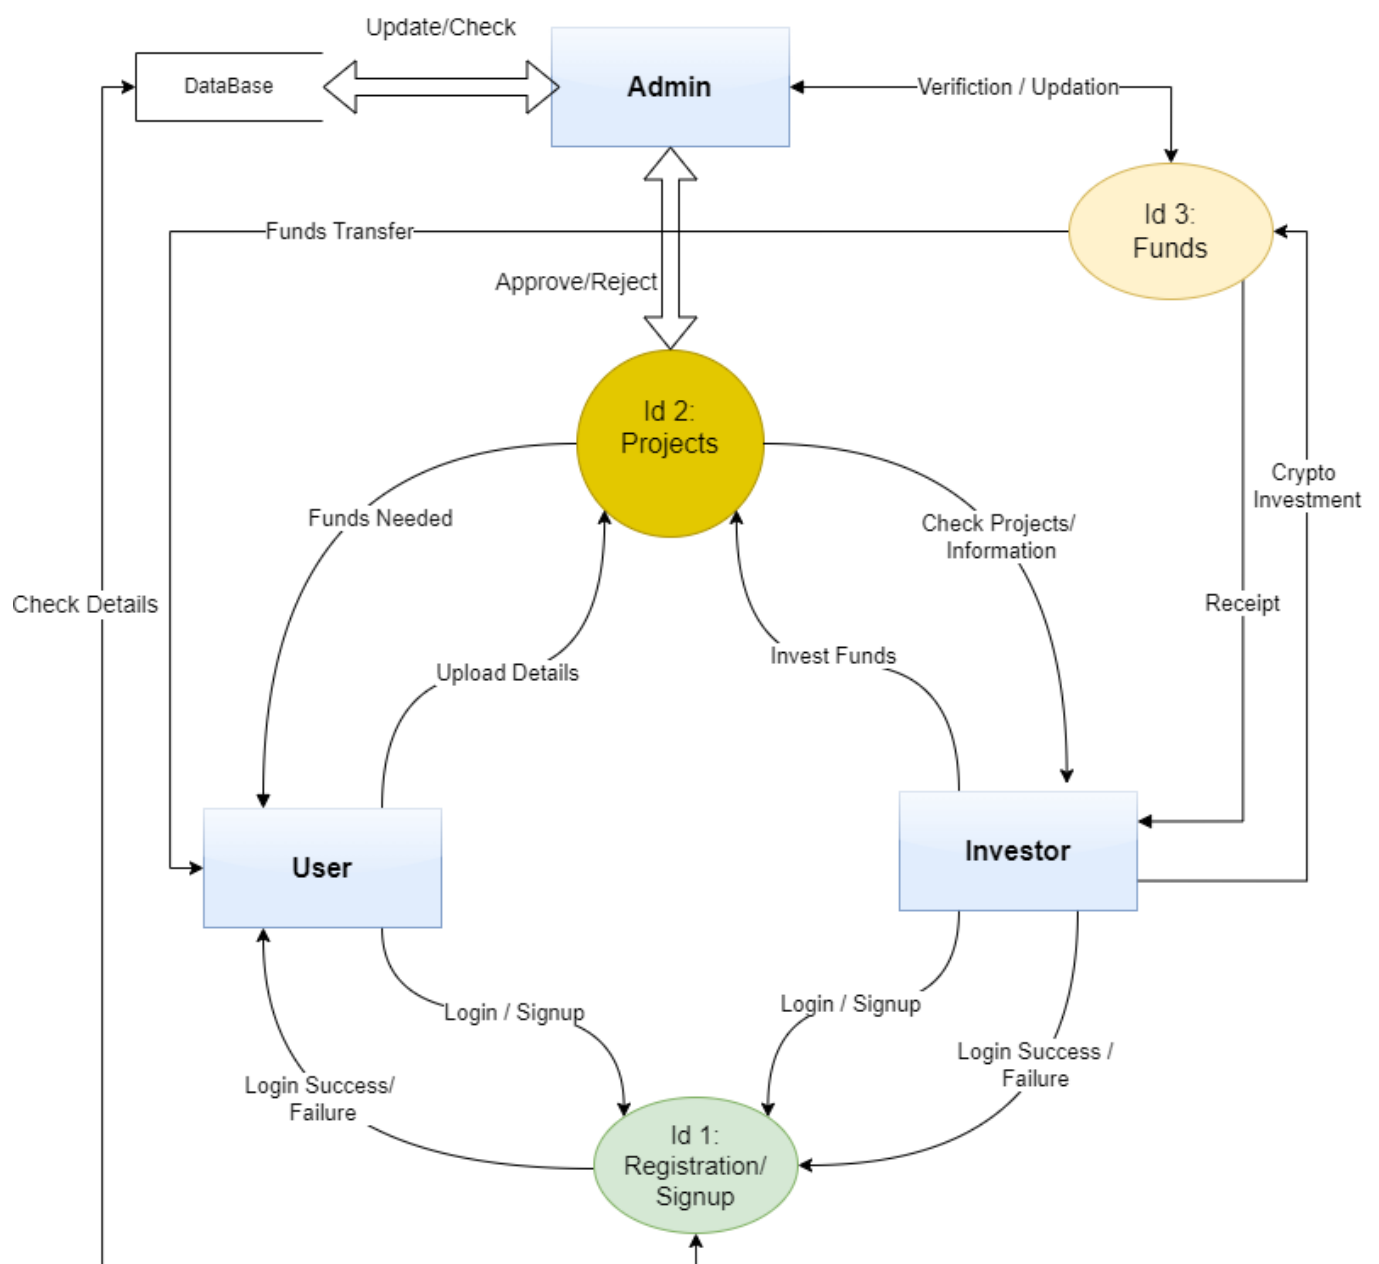 Update/Check
DataBase
Admin
Verifiction / Updation
Id 3:
Funds
Funds Transfer
Approve/Reject
Id 2:
Projects
Crypto
Investment
Funds Needed
Check Projects/
Information
Check Details
Receipt
Upload Details
Invest Funds
User
Investor
Login / Signup
Login / Signup
Login Success/
Failure
Login Success /
Failure
Id 1:
Registration/
Signup